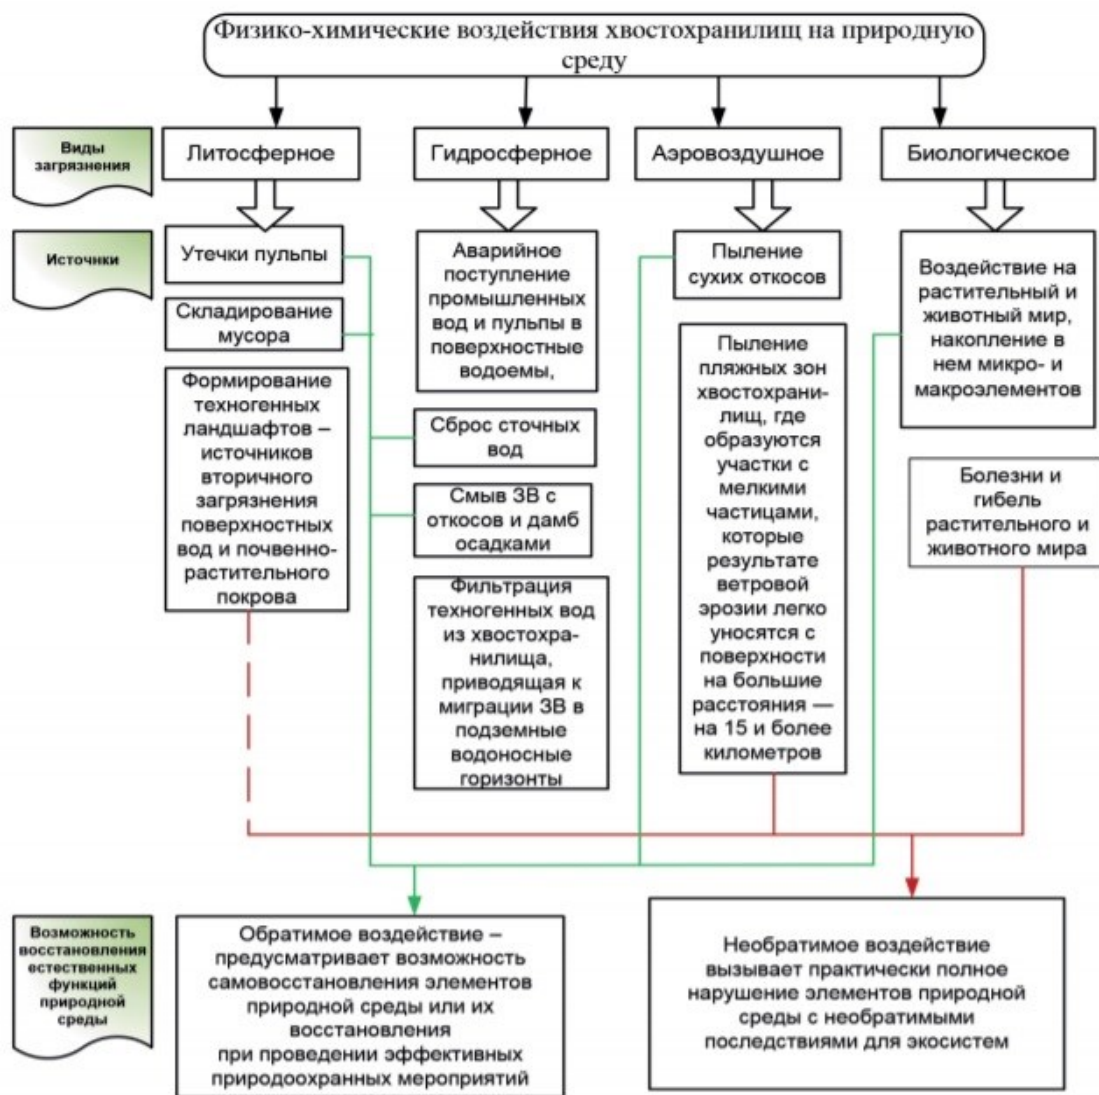 Физико-химические воздействия хвостохранилищ на природную
среду
Виды
загрязнения
Литосферное
Гидросферное
Аэровоздушное
Биологическое
Источнки
Утечки пульпы
Складирование
мусора
Формирование
техногенных
ландшафтов –
источников
вторичного
загрязнения
поверхностных
вод и почвенно-
растительного
покрова
Аварийное
поступление
промышленных
вод и пульпы в
поверхностные
водоемы,
Сброс сточных
вод
Смыв ЗВ с
откосов и дамб
осадками
Фильтрация
техногенных вод
из хвостохра-
нилища,
приводящая к
миграции ЗВ в
подземные
водоносные
горизонты
Пыление
сухих откосов
Пыление
пляжных зон
хвостохрани-
лищ, где
образуются
участки с
мелкими
частицами,
которые
результате
ветровой
эрозии легко
уносятся с
поверхности
на большие
расстояния —
на 15 и более
километров
Воздействие на
растительный и
животный мир,
накопление в
нем микро- и
макроэлементов
Болезни и
гибель
растительного и
животного мира
Возможность
восстановления
естественных
функций
природной
среды
Обратимое воздействие –
предусматривает возможность
самовосстановления элементов
природной среды или их
восстановления
при проведении эффективных
природоохранных мероприятий
Необратимое воздействие
вызывает практически полное
нарушение элементов природной
среды с необратимыми
последствиями для экосистем